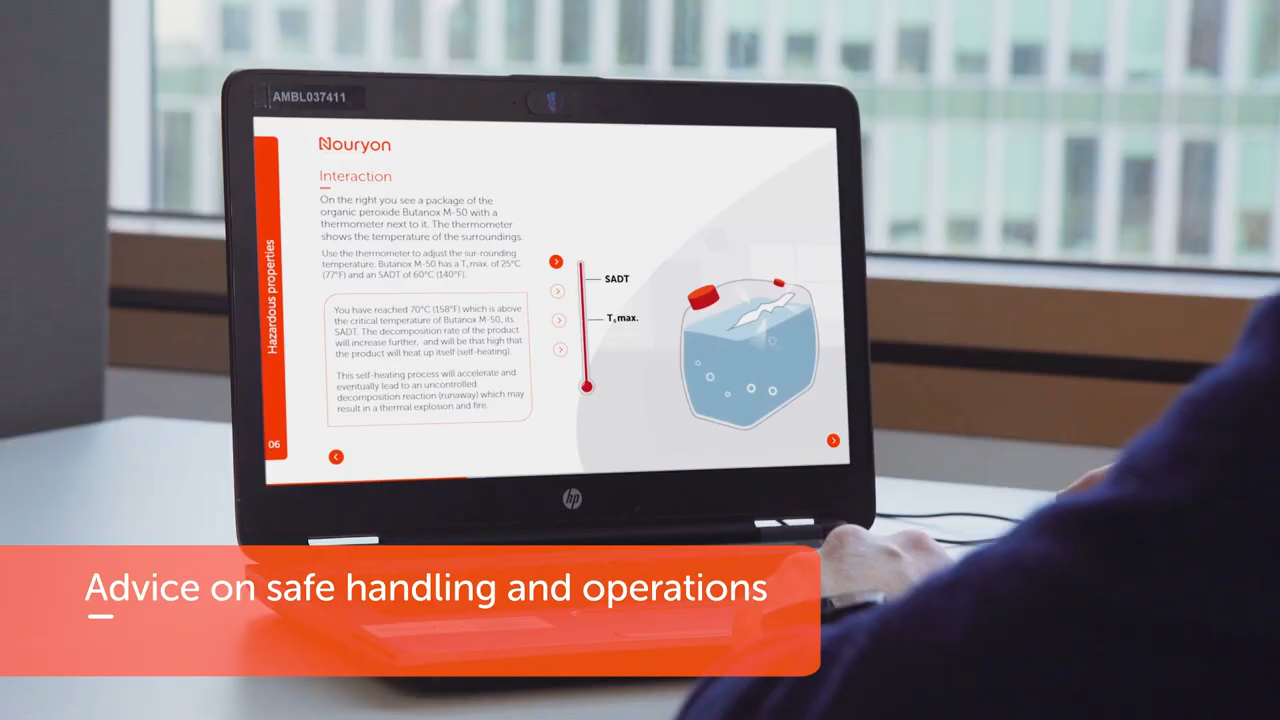 AMBL037411
Nouryon
Interaction
On the right you see a package of the
organic peroxide Butanox M-50 with a
thermometer next to it. The thermometer
shows the temperature of the surroundings.
Use the thermometer to adjust the sur-rounding
temperature. Butanox M-50 has a Ts max. of 25°C
(77°F) and an SADT of 60°C (140°F).
You have reached 70°C (158°F) which is above
the critical temperature of Butanox M-50, its
SADT. The decomposition rate of the product
will increase further, and will be that high that
the product will heat up itself (self-heating).
This self-heating process will accelerate and
eventually lead to an uncontrolled
decomposition reaction (runaway) which may
result in a thermal explosion and fire.
SADT
Ts max.
Hazardous properties
06
hp
Advice on safe handling and operations